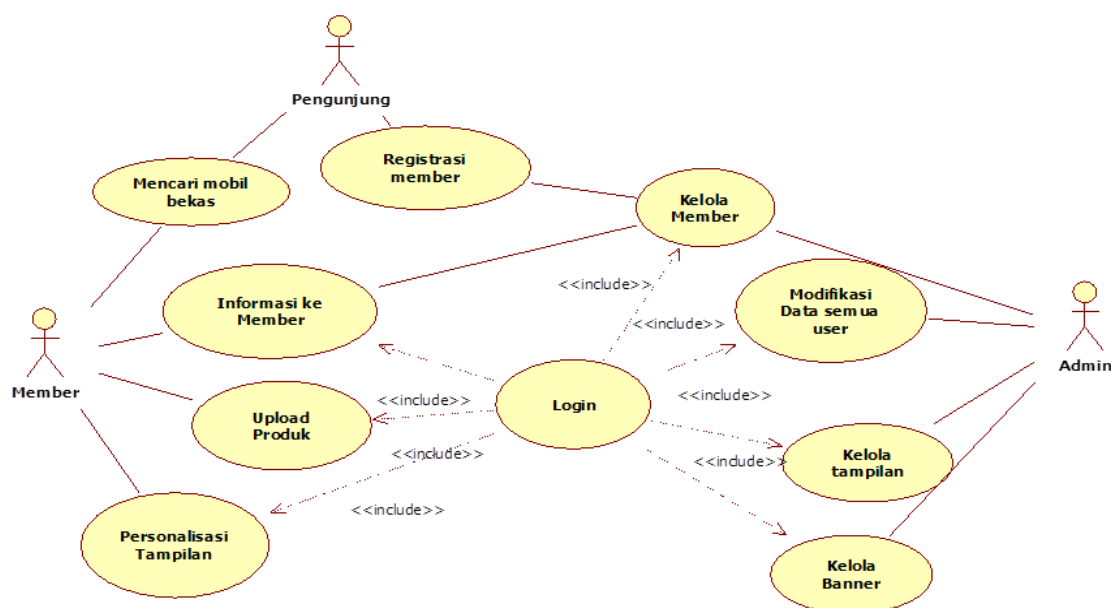 Pengunjung
Registrasi
member
Mencari mobil
bekas
Kelola
Member
<<include>>
Informasi ke
Member
Modifikasi
Data semua
user
<<include>>
Member
Admin
Login
<<include>>
<<include>>
Upload
Produk
<<include>>
<<include>>
Kelola
tampilan
<<include>>
Personalisasi
Tampilan
Kelola
Banner